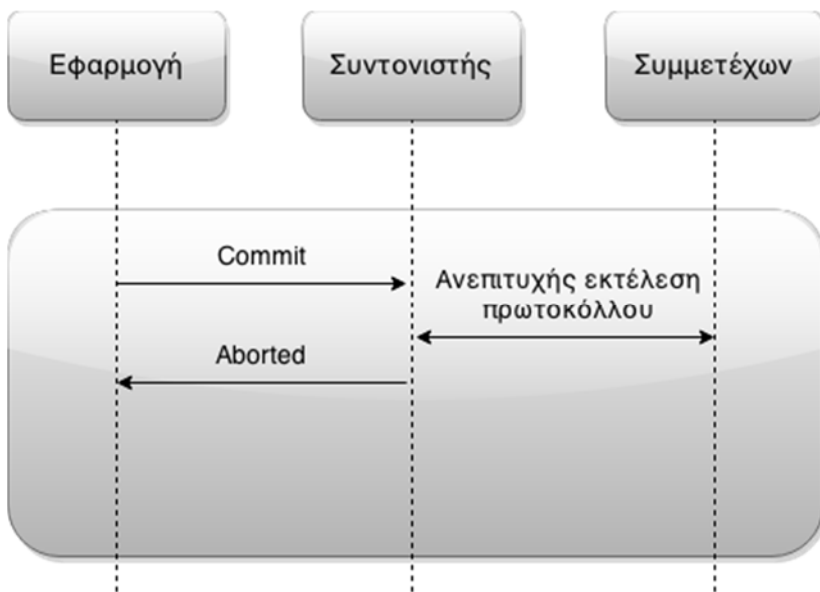 Εφαρμογή
Συντονιστής
Συμμετέχων
Commit
Ανεπιτυχής εκτέλεση
πρωτοκόλλου
Aborted